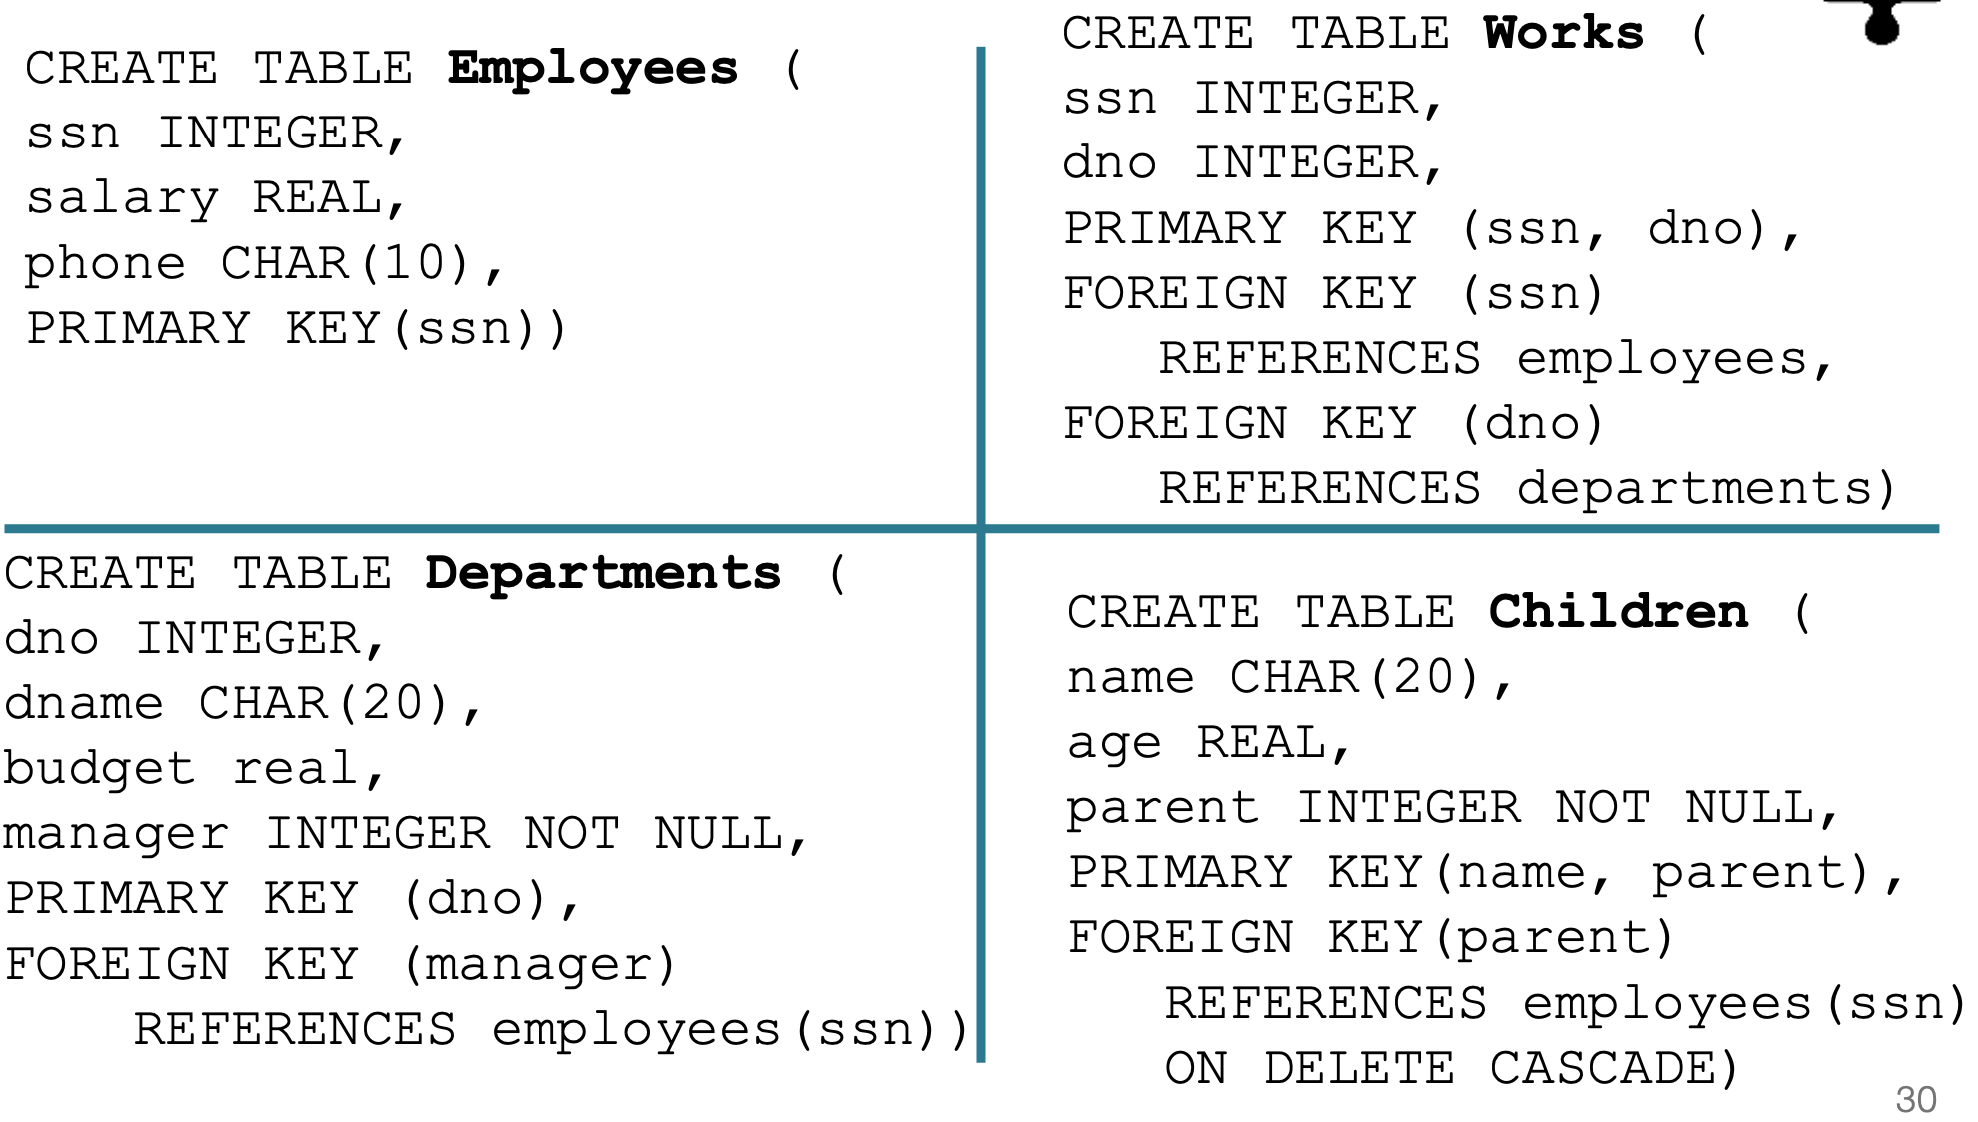 CREATE TABLE Employees (
ssn INTEGER,
salary REAL,
phone CHAR(10),
PRIMARY KEY(ssn))
CREATE TABLE Works (
ssn INTEGER,
dno INTEGER,
PRIMARY KEY (ssn, dno),
FOREIGN KEY (ssn)
REFERENCES employees,
FOREIGN KEY (dno)
REFERENCES departments)
CREATE TABLE Departments (
dno INTEGER,
dname CHAR(20),
budget real,
manager INTEGER NOT NULL,
PRIMARY KEY (dno),
FOREIGN KEY (manager)
REFERENCES employees(ssn))
CREATE TABLE Children (
name CHAR(20),
age REAL,
parent INTEGER NOT NULL,
PRIMARY KEY(name, parent),
FOREIGN KEY(parent)
REFERENCES employees(ssn)
ON DELETE CASCADE)
30